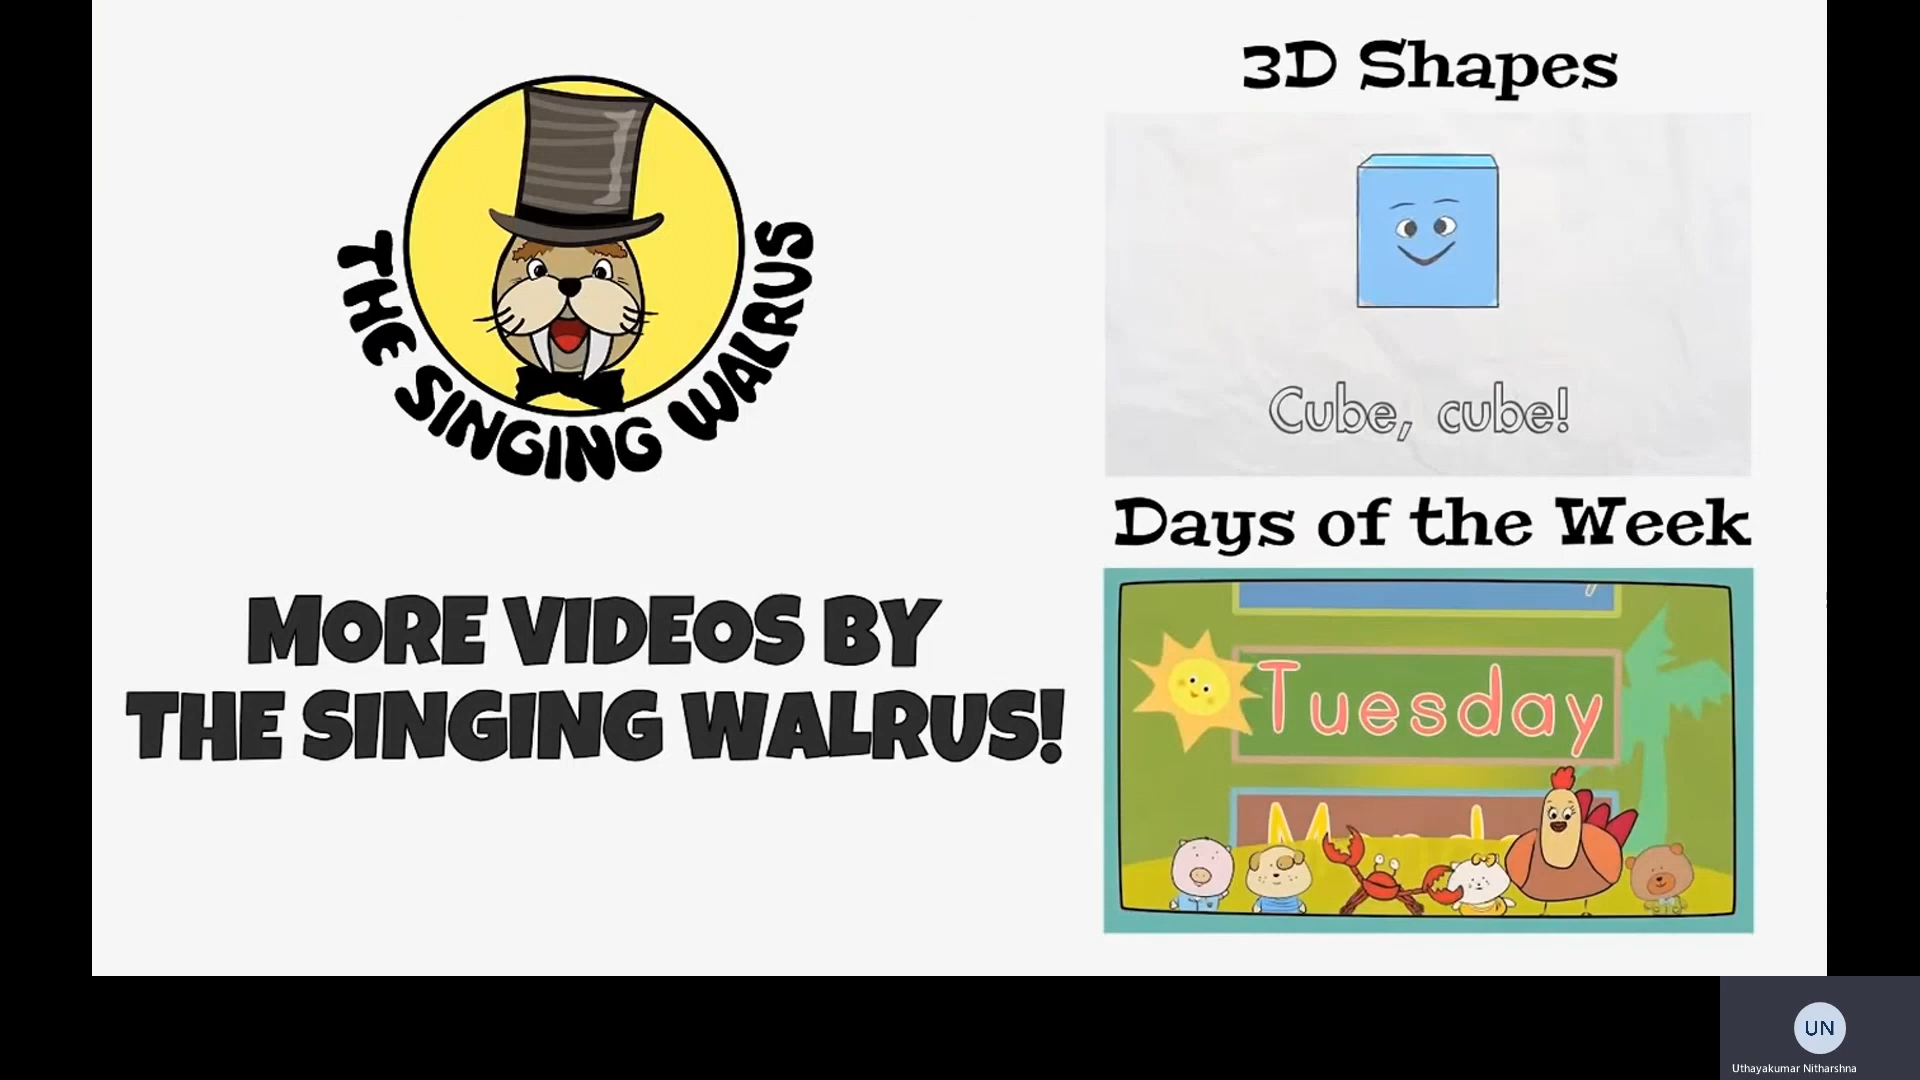 THE SINGING WALRUS
MORE VIDEOS BY
THE SINGING WALRUS!
3D Shapes
Cube, cube!
Days of the Week
Tuesday
UN
Uthayakumar Nitharshna